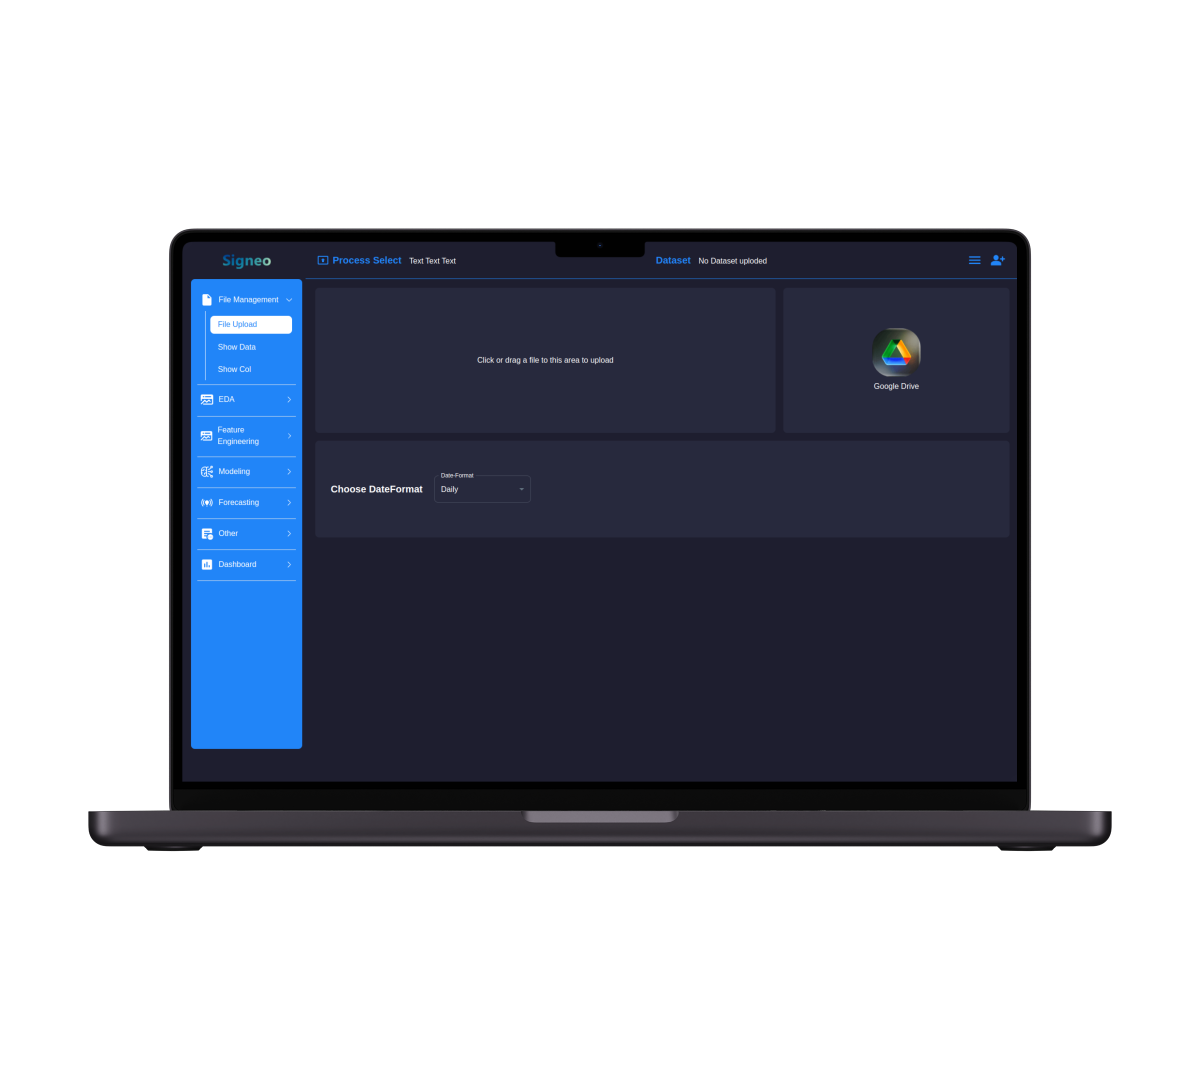 Signeo
Process Select Text Text Text
Dataset No Dataset uploded
File Management
File Upload
Show Data
Show Col
EDA
Feature
Engineering
Modeling
Forecasting
Other
Dashboard
Click or drag a file to this area to upload
Google Drive
Choose DateFormat
Date-Format
Daily